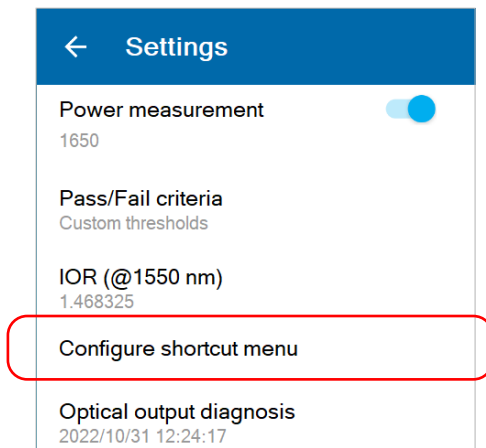 Settings
Power measurement
1650
Pass/Fail criteria
Custom thresholds
IOR (@1550 nm)
1.468325
Configure shortcut menu
Optical output diagnosis
2022/10/31 12:24:17